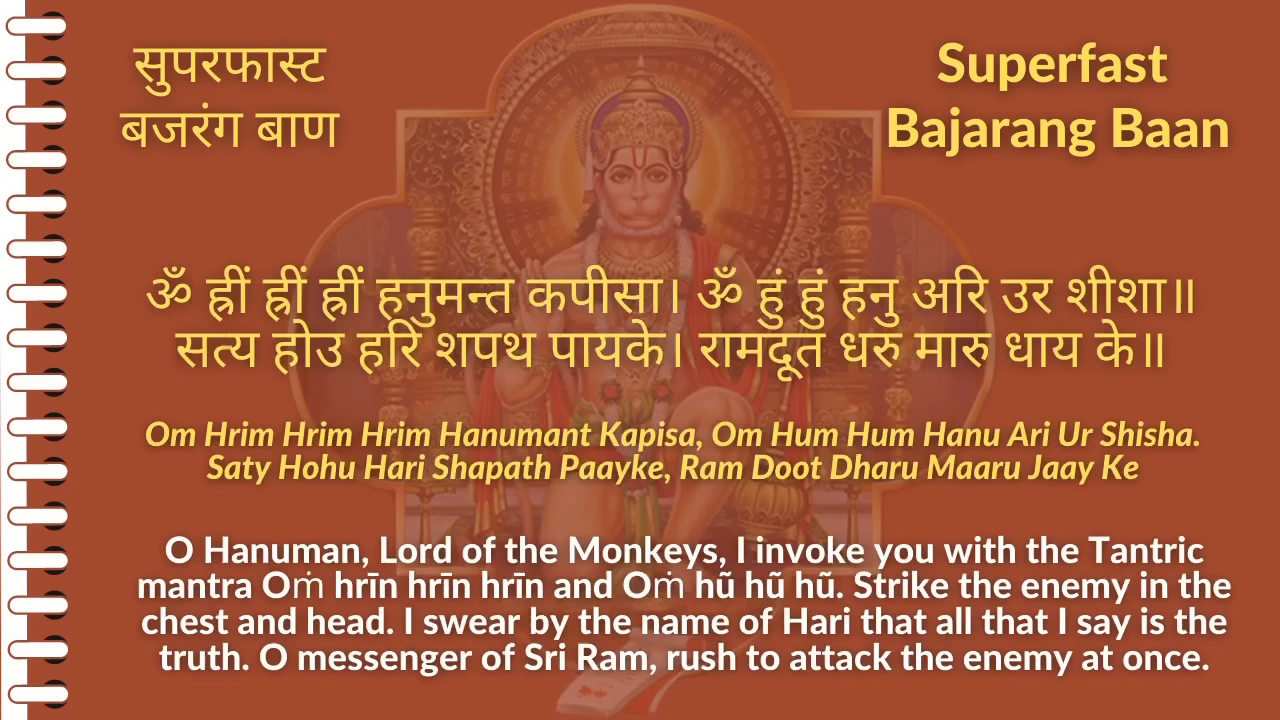 सुपरफास्ट
बजरंग बाण
Superfast
Bajarang Baan
ॐ ह्रीं ह्रीं ह्रीं हनुमन्त कपीसा। ॐ हुं हुं हनु अरि उर शीशा॥
सत्य होउ हरि शपथ पायके। रामदूत धरु मारु धाय के॥
Om Hrim Hrim Hrim Hanumant Kapisa, Om Hum Hum Hanu Ari Ur Shisha.
Saty Hohu Hari Shapath Paayke, Ram Doot Dharu Maaru Jaay Ke
O Hanuman, Lord of the Monkeys, I invoke you with the Tantric
mantra Oṁ hrīn hrīn hrīn and Oṁ hũ hũ hũ. Strike the enemy in the
chest and head. I swear by the name of Hari that all that I say is the
truth. O messenger of Sri Ram, rush to attack the enemy at once.